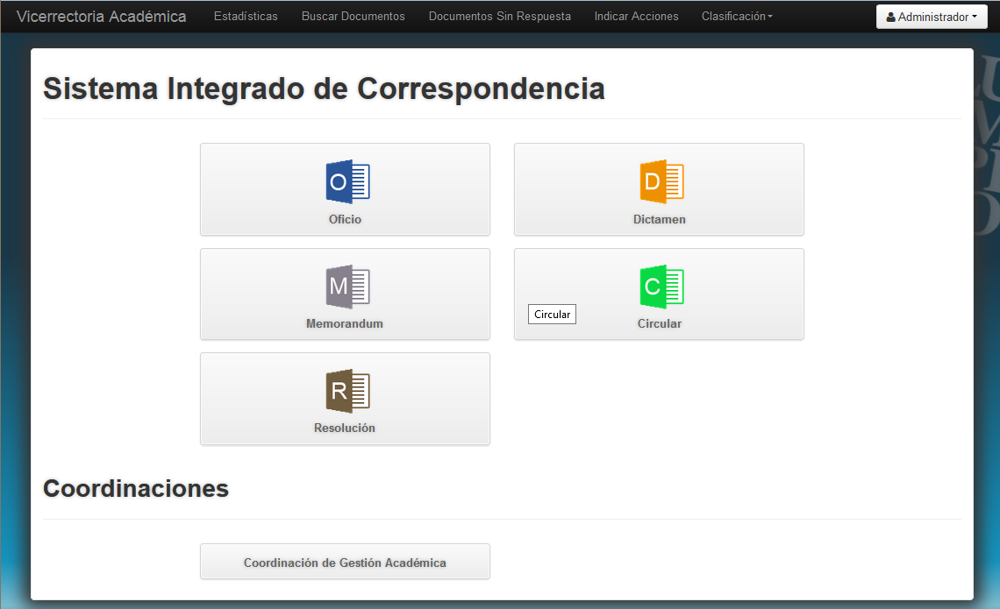 Vicerrectoria Académica Estadísticas Buscar Documentos Documentos Sin Respuesta Indicar Acciones Clasificación Administrador
Sistema Integrado de Correspondencia
O D
Oficio Dictamen
M C
Circular
Memorandum Circular
R
Resolución
Coordinaciones
Coordinación de Gestión Académica